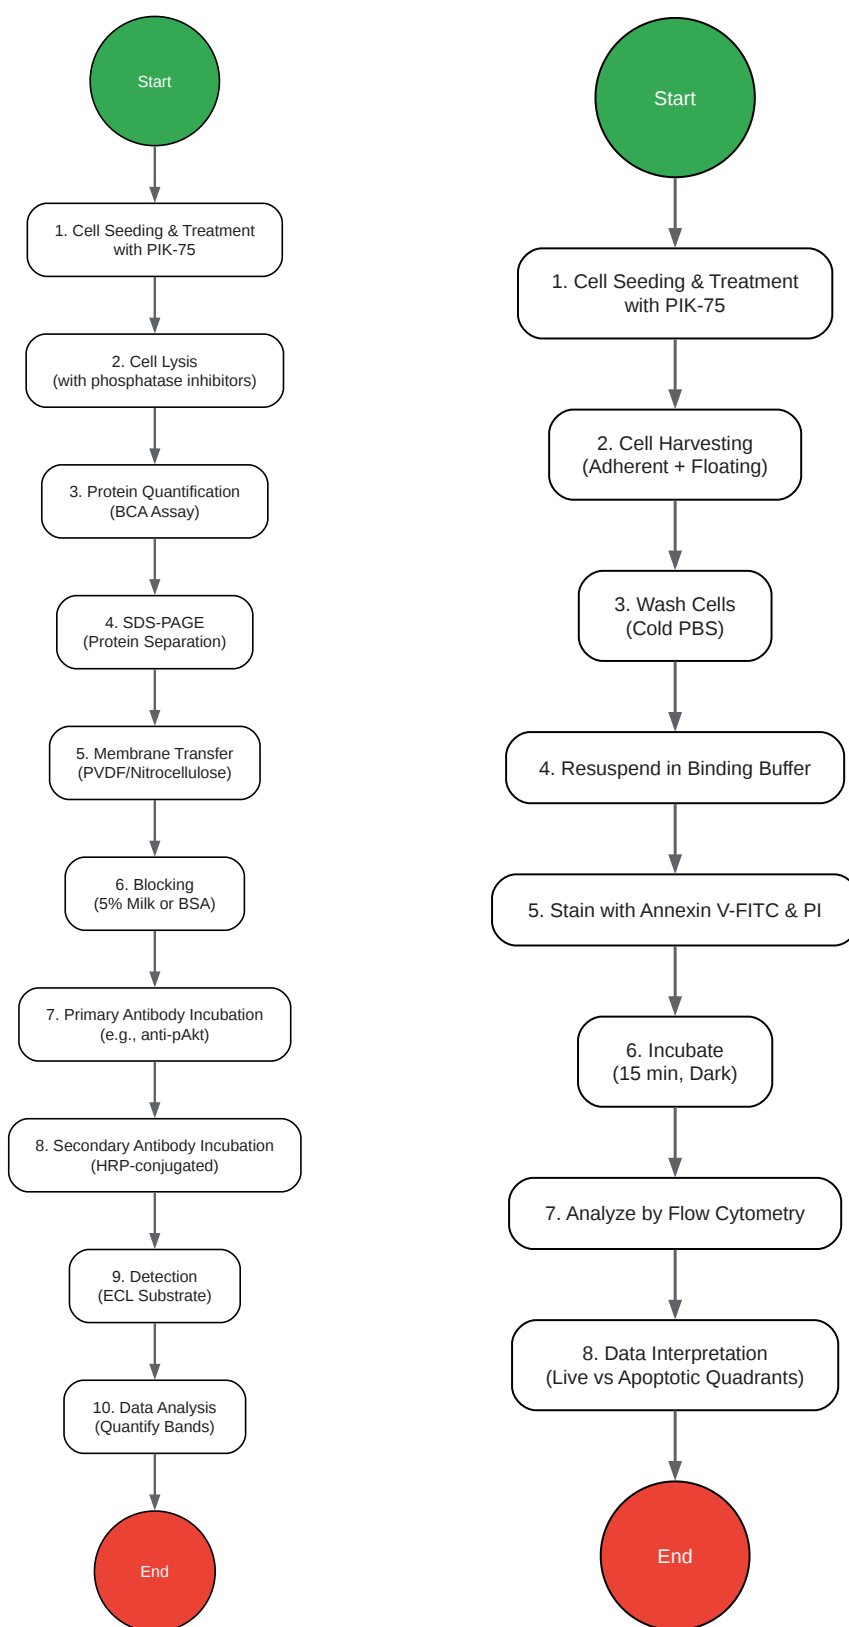 Start
1. Cell Seeding & Treatment
with PIK-75
2. Cell Lysis
(with phosphatase inhibitors)
3. Protein Quantification
(BCA Assay)
4. SDS-PAGE
(Protein Separation)
5. Membrane Transfer
(PVDF/Nitrocellulose)
6. Blocking
(5% Milk or BSA)
7. Primary Antibody Incubation
(e.g., anti-pAkt)
8. Secondary Antibody Incubation
(HRP-conjugated)
9. Detection
(ECL Substrate)
10. Data Analysis
(Quantify Bands)
End
Start
1. Cell Seeding & Treatment
with PIK-75
2. Cell Harvesting
(Adherent + Floating)
3. Wash Cells
(Cold PBS)
4. Resuspend in Binding Buffer
5. Stain with Annexin V-FITC & PI
6. Incubate
(15 min, Dark)
7. Analyze by Flow Cytometry
8. Data Interpretation
(Live vs Apoptotic Quadrants)
End